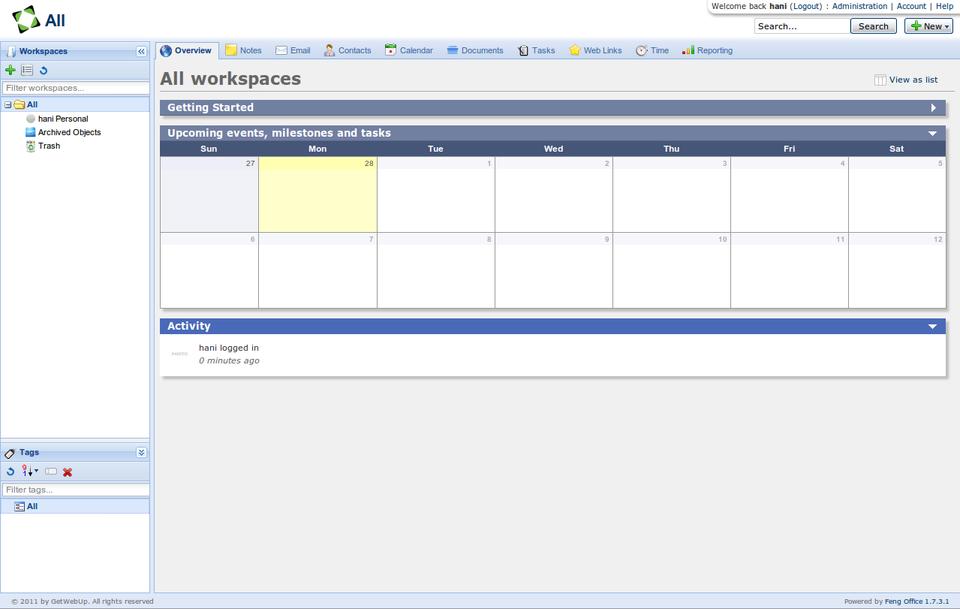 Welcome back hani (Logout) : Administration | Account | Help
All
Search...
Search
New
Workspaces
Filter workspaces...
All
hani Personal
Archived Objects
Trash
Overview
Notes
Email
Contacts
Calendar
Documents
Tasks
Web Links
Time
Reporting
All workspaces
View as list
Getting Started
Upcoming events, milestones and tasks
Sun Mon Tue Wed Thu Fri Sat
27 28 1 2 3 4 5
6 7 8 9 10 11 12
Activity
PHOTO
hani logged in
0 minutes ago
Tags
Filter tags...
All
© 2011 by GetWebUp. All rights reserved
Powered by Feng Office 1.7.3.1